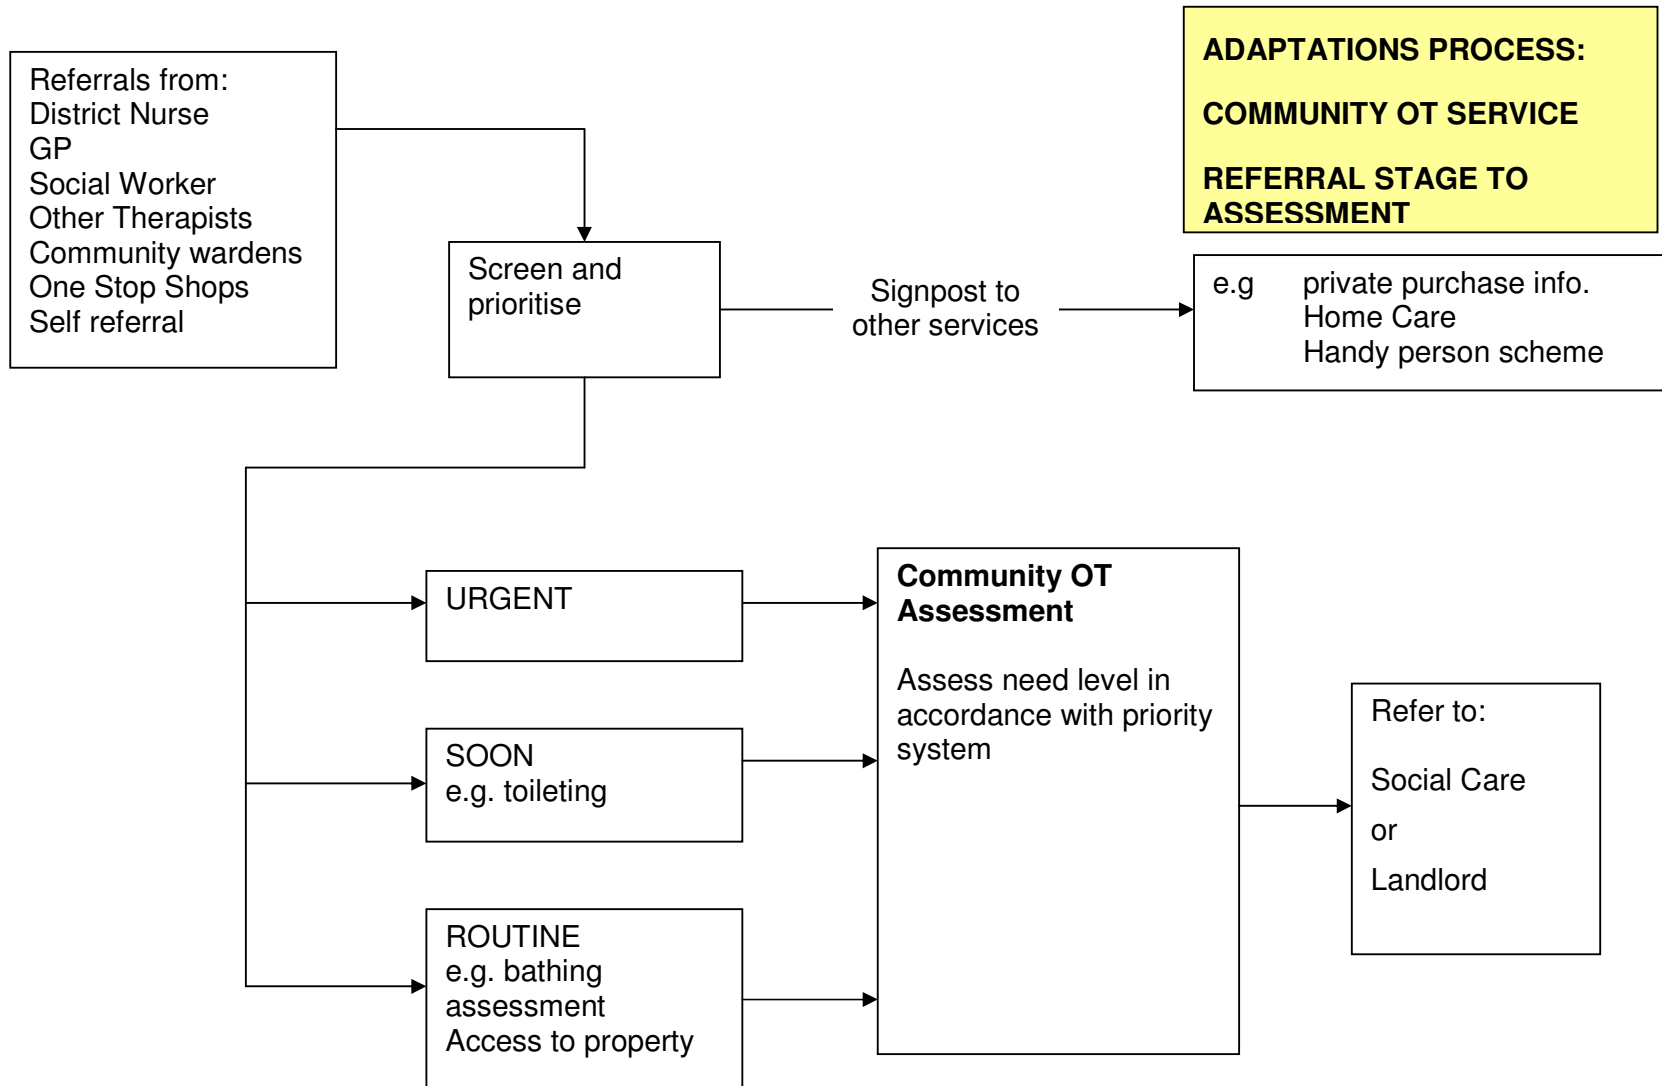 ADAPTATIONS PROCESS:
COMMUNITY OT SERVICE
REFERRAL STAGE TO
ASSESSMENT
Referrals from:
District Nurse
GP
Social Worker
Other Therapists
Community wardens
One Stop Shops
Self referral
Screen and
prioritise
Signpost to
other services
e.g private purchase info.
Home Care
Handy person scheme
URGENT
SOON
e.g. toileting
ROUTINE
e.g. bathing
assessment
Access to property
Community OT
Assessment
Assess need level in
accordance with priority
system
Refer to:
Social Care
or
Landlord